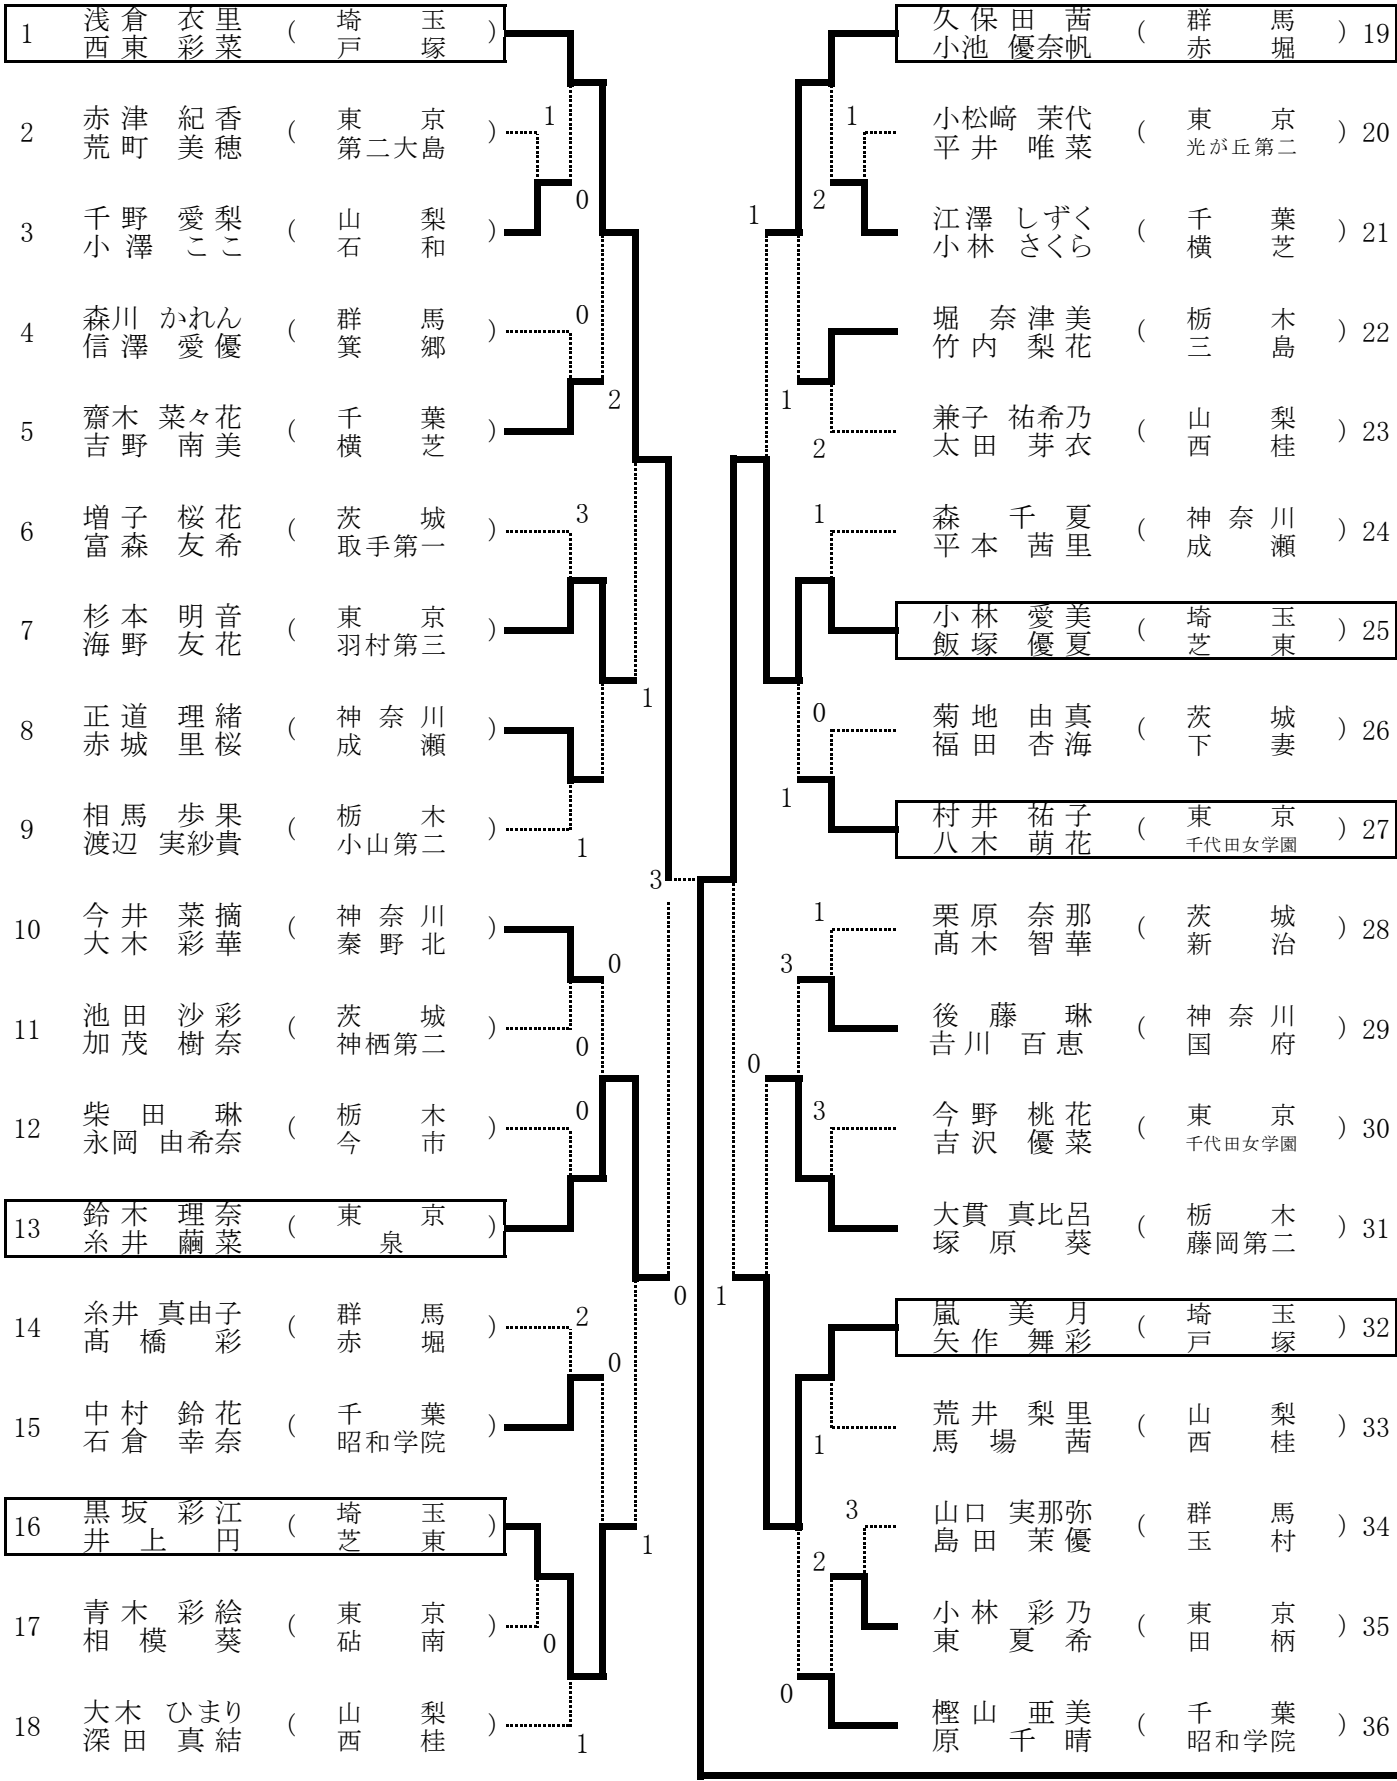 1 浅倉 衣里 ( 埼玉 )
西東 彩菜 戸塚
2 赤津 紀香 ( 東京 )
荒町 美穂 第二大島
1
3 千野 愛梨 ( 山梨 )
小澤 ここ 石和
0
4 森川 かれん ( 群馬 )
信澤 愛優 箕郷
0
5 齋木 菜々花 ( 千葉 )
吉野 南美 横芝
2
6 増子 桜花 ( 茨城 )
富森 友希 取手第一
3
7 杉本 明音 ( 東京 )
海野 友花 羽村第三
1
8 正道 理緒 ( 神奈川 )
赤城 里桜 成瀬
9 相馬 歩果 ( 栃木 )
渡辺 実紗貴 小山第二
1
3
10 今井 菜摘 ( 神奈川 )
大木 彩華 秦野北
0
11 池田 沙彩 ( 茨城 )
加茂 樹奈 神栖第二
0
12 柴田 琳 ( 栃木 )
永岡 由希奈 今市
0
13 鈴木 理奈 ( 東京 )
糸井 繭菜 泉
0
14 糸井 真由子 ( 群馬 )
髙橋 彩 赤堀
2
0
15 中村 鈴花 ( 千葉 )
石倉 幸奈 昭和学院
16 黒坂 彩江 ( 埼玉 )
井上 円 芝東
1
17 青木 彩絵 ( 東京 )
相模 葵 砧南
0
18 大木 ひまり ( 山梨 )
深田 真結 西桂
1
久保田 茜 ( 群馬 ) 19
小池 優奈帆 赤堀
1
小松﨑 茉代 ( 東京 ) 20
平井 唯菜 光が丘第二
2
1
江澤 しずく ( 千葉 ) 21
小林 さくら 横芝
堀 奈津美 ( 栃木 ) 22
竹内 梨花 三島
1
兼子 祐希乃 ( 山梨 ) 23
太田 芽衣 西桂
2
1
森 千夏 ( 神奈川 ) 24
平本 茜里 成瀬
小林 愛美 ( 埼玉 ) 25
飯塚 優夏 芝東
0
菊地 由真 ( 茨城 ) 26
福田 杏海 下妻
1
村井 祐子 ( 東京 ) 27
八木 萌花 千代田女学園
1
栗原 奈那 ( 茨城 ) 28
髙木 智華 新治
3
後藤 琳 ( 神奈川 ) 29
吉川 百恵 国府
0
3
今野 桃花 ( 東京 ) 30
吉沢 優菜 千代田女学園
大貫 真比呂 ( 栃木 ) 31
塚原 葵 藤岡第二
1
嵐 美月 ( 埼玉 ) 32
矢作 舞彩 戸塚
荒井 梨里 ( 山梨 ) 33
馬場 茜 西桂
1
3
山口 実那弥 ( 群馬 ) 34
島田 茉優 玉村
2
小林 彩乃 ( 東京 ) 35
東 夏希 田柄
0
樫山 亜美 ( 千葉 ) 36
原 千晴 昭和学院